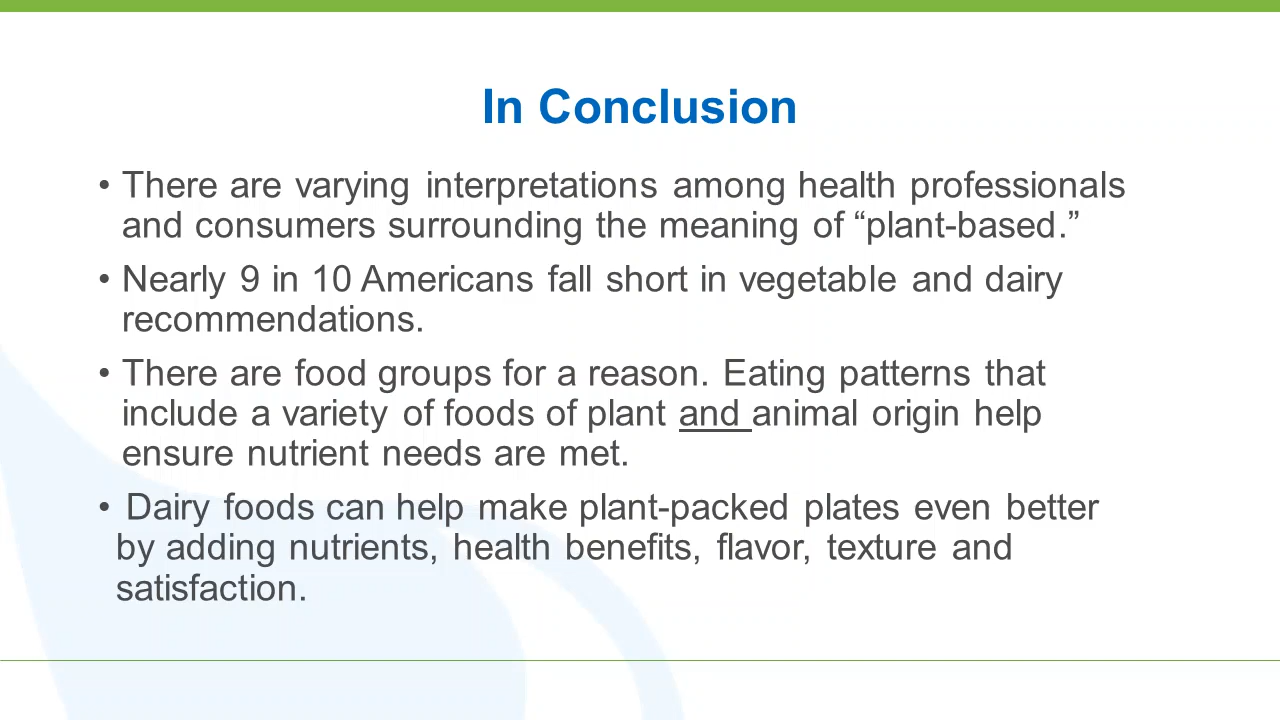 In Conclusion
• There are varying interpretations among health professionals
and consumers surrounding the meaning of “plant-based.”
• Nearly 9 in 10 Americans fall short in vegetable and dairy
recommendations.
• There are food groups for a reason. Eating patterns that
include a variety of foods of plant and animal origin help
ensure nutrient needs are met.
• Dairy foods can help make plant-packed plates even better
by adding nutrients, health benefits, flavor, texture and
satisfaction.